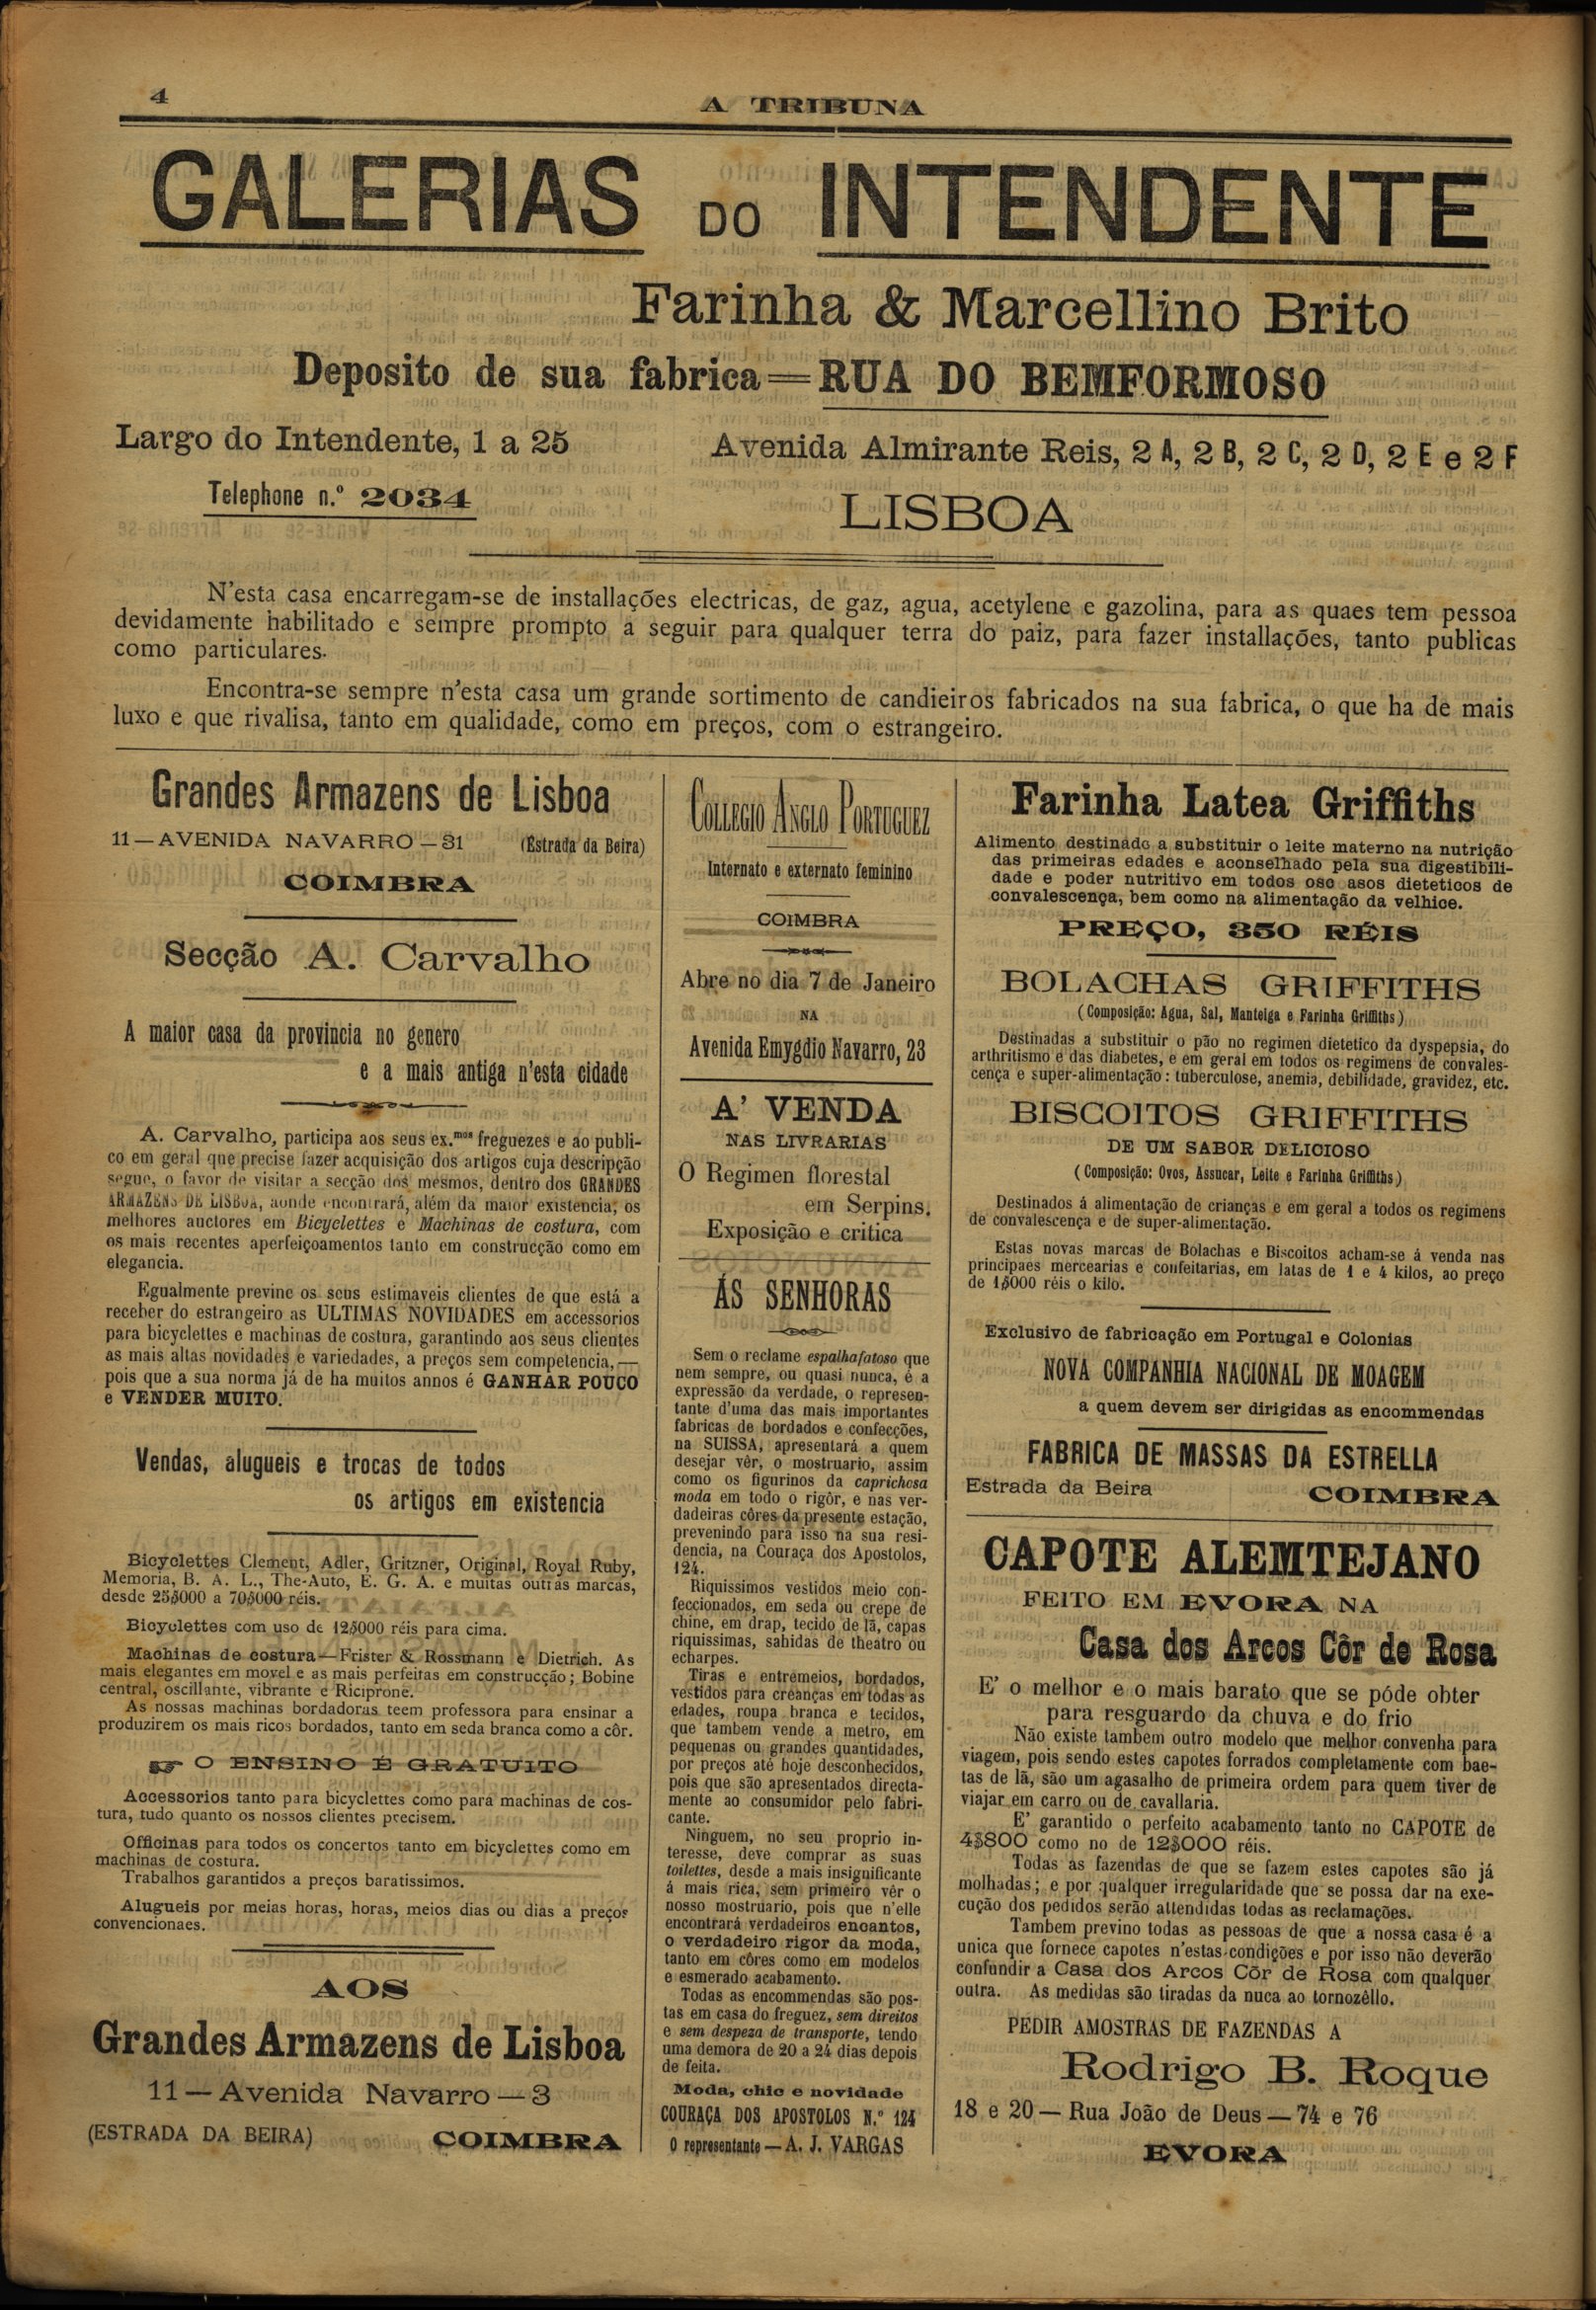 4
A TRIBUNA
GALERIAS DO INTENDENTE
Farinha & Marcellino Brito
Deposito de sua fabrica=RUA DO BEMFORMOSO
Largo do Intendente, 1 a 25
Avenida Almirante Reis, 2 A, 2 B, 2 C, 2 D, 2 E e 2 F
Telephone n.º 2034
LISBOA
N'esta casa encarregam-se de installações electricas, de gaz, agua, acetylene e gazolina, para as quaes tem pessoa
devidamente habilitado e sempre prompto a seguir para qualquer terra do paiz, para fazer installações, tanto publicas
como particulares.
Encontra-se sempre n'esta casa um grande sortimento de candieiros fabricados na sua fabrica, o que ha de mais
luxo e que rivalisa, tanto em qualidade, como em preços, com o estrangeiro.
Grandes Armazens de Lisboa
11—AVENIDA NAVARRO—31 (Estrada da Beira)
COIMBRA
Secção A. Carvalho
A maior casa da provincia no genero
e a mais antiga n'esta cidade
A. Carvalho, participa aos seus ex.mos freguezes e ao publi-
co em geral que precise fazer acquisição dos artigos cuja descripção
segue, o favor de visitar a secção dos mesmos, dentro dos GRANDES
ARMAZENS DE LISBOA, aonde encontrará, além da maior existencia, os
melhores auctores em Bicyclettes e Machinas de costura, com
os mais recentes aperfeiçoamentos tanto em construcção como em
elegancia.
Egualmente previne os seus estimaveis clientes de que está a
receber do estrangeiro as ULTIMAS NOVIDADES em accessorios
para bicyclettes e machinas de costura, garantindo aos seus clientes
as mais altas novidades e variedades, a preços sem competencia,—
pois que a sua norma já de ha muitos annos é GANHAR POUCO
e VENDER MUITO.
Vendas, alugueis e trocas de todos
os artigos em existencia
Bicyclettes Clement, Adler, Gritzner, Original, Royal Ruby,
Memoria, B. A. L., The-Auto, E. G. A. e muitas outras marcas,
desde 25$000 a 70$000 réis.
Bicyclettes com uso de 12$000 réis para cima.
Machinas de costura—Frister & Rossmann e Dietrich. As
mais elegantes em movel e as mais perfeitas em construcção; Bobine
central, oscillante, vibrante e Riciprone.
As nossas machinas bordadoras teem professora para ensinar a
produzirem os mais ricos bordados, tanto em seda branca como a côr.
☞ O ENSINO É GRATUITO
Accessorios tanto para bicyclettes como para machinas de cos-
tura, tudo quanto os nossos clientes precisem.
Officinas para todos os concertos tanto em bicyclettes como em
machinas de costura.
Trabalhos garantidos a preços baratissimos.
Alugueis por meias horas, horas, meios dias ou dias a preços
convencionaes.
AOS
Grandes Armazens de Lisboa
11—Avenida Navarro—3
(ESTRADA DA BEIRA) COIMBRA
COLLEGIO ANGLO PORTUGUEZ
Internato e externato feminino
COIMBRA
Abre no dia 7 de Janeiro
NA
Avenida Emygdio Navarro, 23
A' VENDA
NAS LIVRARIAS
O Regimen florestal
em Serpins.
Exposição e critica
ÁS SENHORAS
Sem o reclame espalhafatoso que
nem sempre, ou quasi nunca, é a
expressão da verdade, o represen-
tante d'uma das mais importantes
fabricas de bordados e confecções,
na SUISSA, apresentará a quem
desejar vêr, o mostruario, assim
como os figurinos da caprichosa
moda em todo o rigôr, e nas ver-
dadeiras côres da presente estação,
prevenindo para isso na sua resi-
dencia, na Couraça dos Apostolos,
124.
Riquissimos vestidos meio con-
feccionados, em seda ou crepe de
chine, em drap, tecido de lã, capas
riquissimas, sahidas de theatro ou
echarpes.
Tiras e entremeios, bordados,
vestidos para creanças em todas as
edades, roupa branca e tecidos,
que tambem vende a metro, em
pequenas ou grandes quantidades,
por preços até hoje desconhecidos,
pois que são apresentados directa-
mente ao consumidor pelo fabri-
cante.
Ninguem, no seu proprio in-
teresse, deve comprar as suas
toilettes, desde a mais insignificante
á mais rica, sem primeiro vêr o
nosso mostruario, pois que n'elle
encontrará verdadeiros encantos,
o verdadeiro rigor da moda,
tanto em côres como em modelos
e esmerado acabamento.
Todas as encommendas são pos-
tas em casa do freguez, sem direitos
e sem despeza de transporte, tendo
uma demora de 20 a 24 dias depois
de feita.
Moda, chic e novidade
COURAÇA DOS APOSTOLOS N.º 124
O representante—A. J. VARGAS
Farinha Latea Griffiths
Alimento destinado a substituir o leite materno na nutrição
das primeiras edades e aconselhado pela sua digestibili-
dade e poder nutritivo em todos osc asos dieteticos de
convalescença, bem como na alimentação da velhice.
PREÇO, 350 RÉIS
BOLACHAS GRIFFITHS
(Composição: Agua, Sal, Manteiga e Farinha Griffiths)
Destinadas a substituir o pão no regimen dietetico da dyspepsia, do
arthritismo e das diabetes, e em geral em todos os regimens de convales-
cença e super-alimentação: tuberculose, anemia, debilidade, gravidez, etc.
BISCOITOS GRIFFITHS
DE UM SABOR DELICIOSO
(Composição: Ovos, Assucar, Leite e Farinha Griffiths)
Destinados á alimentação de crianças e em geral a todos os regimens
de convalescença e de super-alimentação.
Estas novas marcas de Bolachas e Biscoitos acham-se á venda nas
principaes mercearias e confeitarias, em latas de 1 e 4 kilos, ao preço
de 1$000 réis o kilo.
Exclusivo de fabricação em Portugal e Colonias
NOVA COMPANHIA NACIONAL DE MOAGEM
a quem devem ser dirigidas as encommendas
FABRICA DE MASSAS DA ESTRELLA
Estrada da Beira COIMBRA
CAPOTE ALEMTEJANO
FEITO EM EVORA NA
Casa dos Arcos Côr de Rosa
E' o melhor e o mais barato que se póde obter
para resguardo da chuva e do frio
Não existe tambem outro modelo que melhor convenha para
viagem, pois sendo estes capotes forrados completamente com bae-
tas de lã, são um agasalho de primeira ordem para quem tiver de
viajar em carro ou de cavallaria.
E' garantido o perfeito acabamento tanto no CAPOTE de
4$800 como no de 12$000 réis.
Todas as fazendas de que se fazem estes capotes são já
molhadas; e por qualquer irregularidade que se possa dar na exe-
cução dos pedidos serão attendidas todas as reclamações.
Tambem previno todas as pessoas de que a nossa casa é a
unica que fornece capotes n'estas condições e por isso não deverão
confundir a Casa dos Arcos Côr de Rosa com qualquer
outra. As medidas são tiradas da nuca ao tornozêllo.
PEDIR AMOSTRAS DE FAZENDAS A
Rodrigo B. Roque
18 e 20—Rua João de Deus—74 e 76
EVORA